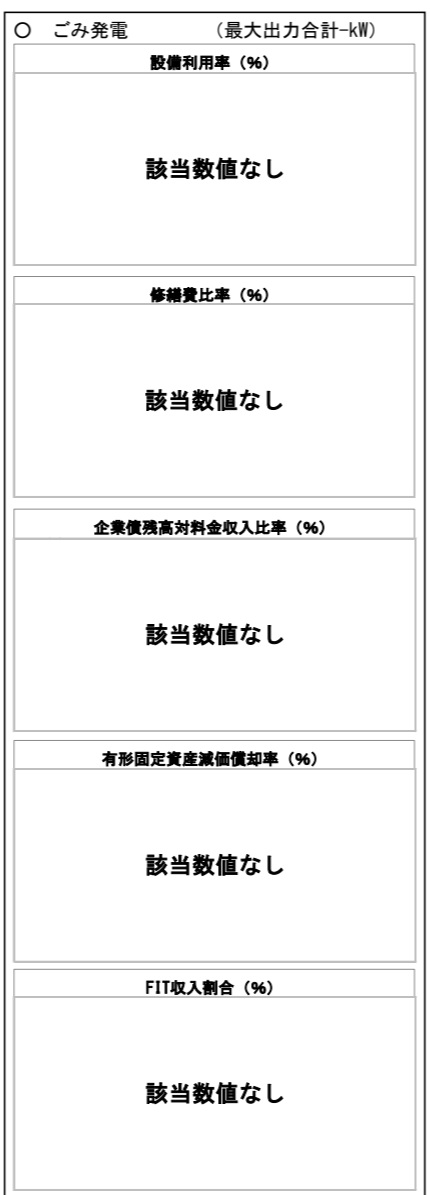 ○ ごみ発電 （最大出力合計-kW）
設備利用率（%）
該当数値なし
修繕費比率（%）
該当数値なし
企業債残高対料金収入比率（%）
該当数値なし
有形固定資産減価償却率（%）
該当数値なし
FIT収入割合（%）
該当数値なし